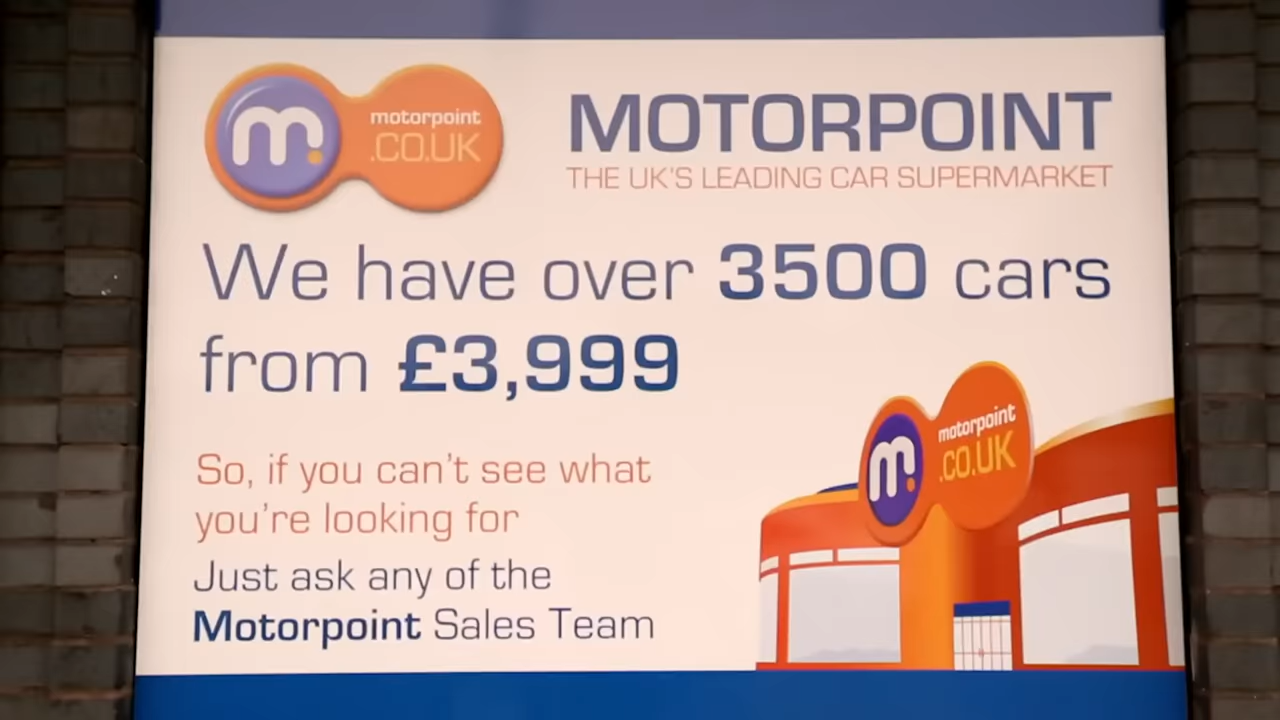 m.
motorpoint
.CO.UK
MOTORPOINT
THE UK'S LEADING CAR SUPERMARKET
We have over 3500 cars
from £3,999
So, if you can't see what
you're looking for
Just ask any of the
Motorpoint Sales Team
m.
motorpoint
.CO.UK